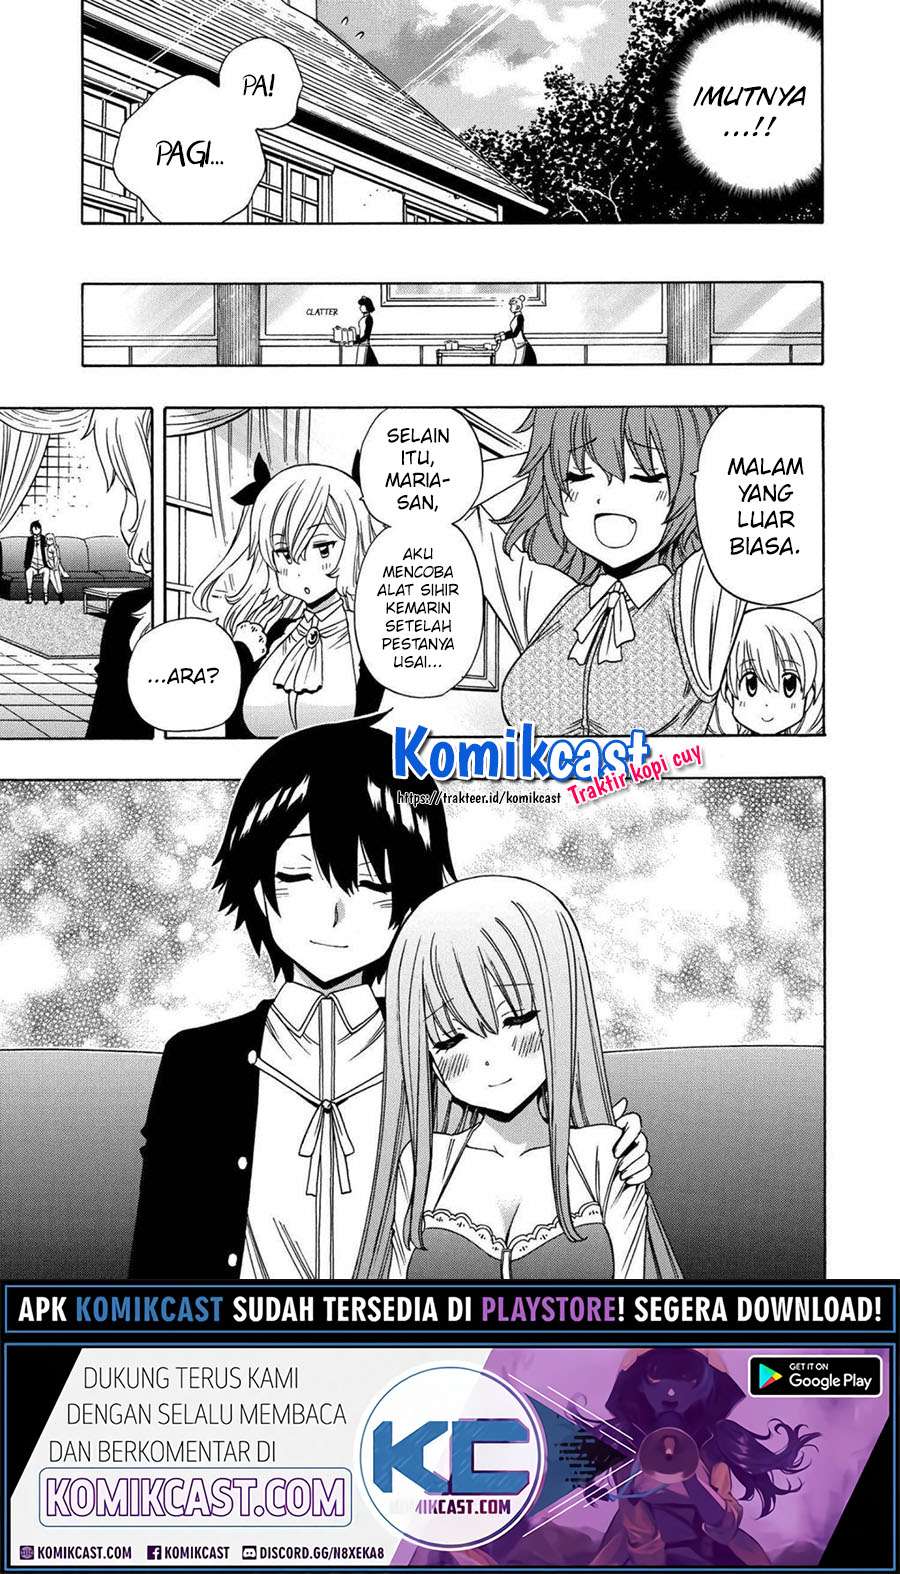 IMUTNYA
...!!
PA!
PAGI...
CLATTER
MALAM
YANG
LUAR
BIASA.
SELAIN
ITU,
MARIA-
SAN,
AKU
MENCOBA
ALAT SIHIR
KEMARIN
SETELAH
PESTANYA
USAI...
...ARA?
Komikcast
Traktir kopi cuy
https://trakteer.id/komikcast
APK KOMIKCAST SUDAH TERSEDIA DI PLAYSTORE! SEGERA DOWNLOAD!
DUKUNG TERUS KAMI
DENGAN SELALU MEMBACA
DAN BERKOMENTAR DI
KOMIKCAST.COM
KOMIKCAST.COM
KOMIKCAST
DISCORD.GG/N8XEKA8
KC
KOMIKCAST.COM
GET IT ON
Google Play